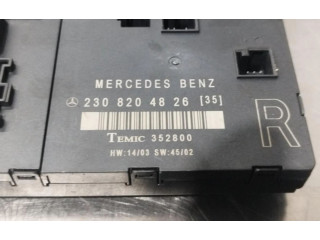 MERCEDES BENZ
230 820 48 26 [35]
TEMIC 352800
HW:14/03 SW:45/02
R